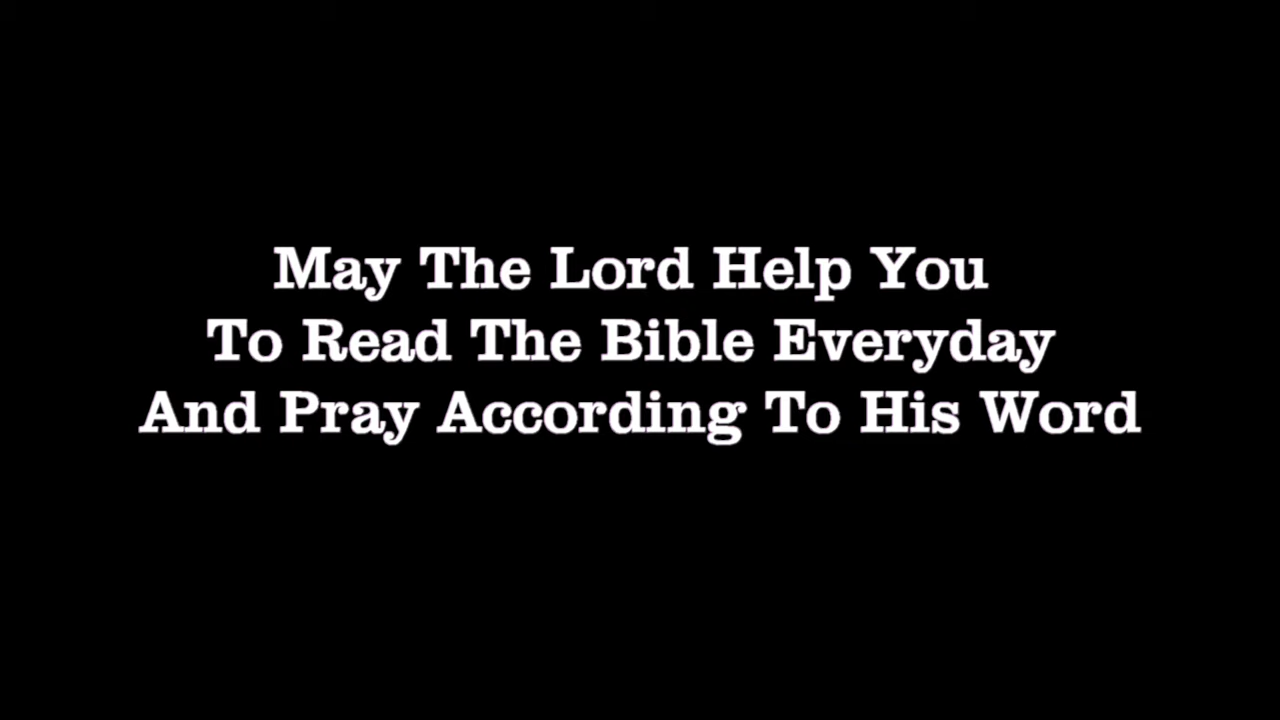 May The Lord Help You
To Read The Bible Everyday
And Pray According To His Word